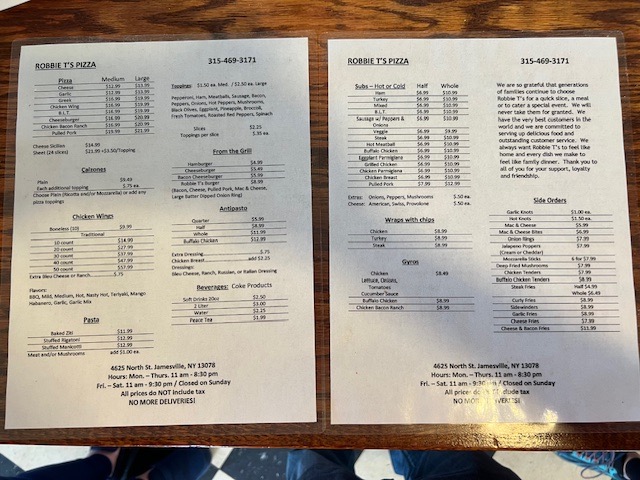 ROBBIE T'S PIZZA 315-469-3171
Pizza Medium Large
Cheese $12.99 $15.99
Garlic $12.99 $15.99
Greek $16.99 $19.99
Chicken Wing $16.99 $19.99
B.L.T. $16.99 $19.99
Cheeseburger $16.99 $20.99
Chicken Bacon Ranch $16.99 $20.99
Pulled Pork $19.99 $21.99
Cheese Sicilian $14.99
Sheet (24 slices) $21.99 +$3.50/Topping
Calzones
Plain $9.49
Each additional topping $.75 ea.
Choose Plain (Ricotta and/or Mozzarella) or add any
pizza toppings
Chicken Wings
Boneless (10) $9.99
Traditional
10 count $14.99
20 count $27.99
30 count $37.99
40 count $47.99
50 count $57.99
Extra Bleu Cheese or Ranch.... $.75
Flavors:
BBQ, Mild, Medium, Hot, Nasty Hot, Teriyaki, Mango
Habanero, Garlic, Garlic Mix
Pasta
Baked Ziti $11.99
Stuffed Rigatoni $12.99
Stuffed Manicotti $12.99
Meat and/or Mushrooms add $1.00 ea.
Toppings: $1.50 ea. Med. / $2.50 ea. Large
Pepperoni, Ham, Meatballs, Sausage, Bacon,
Peppers, Onions, Hot Peppers, Mushrooms,
Black Olives, Eggplant, Pineapple, Broccoli,
Fresh Tomatoes, Roasted Red Peppers, Spinach
Slices $2.25
Toppings per slice $.35 ea.
From the Grill
Hamburger $4.99
Cheeseburger $5.49
Bacon Cheeseburger $5.99
Robbie T's Burger $8.99
(Bacon, Cheese, Pulled Pork, Mac & Cheese,
Large Batter Dipped Onion Ring)
Antipasto
Quarter $5.99
Half $8.99
Whole $11.99
Buffalo Chicken $12.99
Extra Dressing $.75
Chicken Breast add $2.25
Dressings:
Bleu Cheese, Ranch, Russian, or Italian Dressing
Beverages: Coke Products
Soft Drinks 20oz $2.50
2 Liter $3.00
Water $2.25
Peace Tea $1.99
4625 North St. Jamesville, NY 13078
Hours: Mon. – Thurs. 11 am - 8:30 pm
Fri. – Sat. 11 am - 9:30 pm / Closed on Sunday
All prices do NOT include tax
NO MORE DELIVERIES!
ROBBIE T'S PIZZA 315-469-3171
Subs – Hot or Cold Half Whole
Ham $6.99 $10.99
Turkey $6.99 $10.99
Mixed $6.99 $10.99
B.L.T. $6.99 $10.99
Sausage w/ Peppers & $6.99 $10.99
Onions
Veggie $6.99 $9.99
Steak $6.99 $10.99
Hot Meatball $6.99 $10.99
Buffalo Chicken $6.99 $10.99
Eggplant Parmigiana $6.99 $10.99
Grilled Chicken $6.99 $10.99
Chicken Parmigiana $6.99 $10.99
Chicken Breast $6.99 $10.99
Pulled Pork $7.99 $12.99
Extras: Onions, Peppers, Mushrooms $.50 ea.
Cheese: American, Swiss, Provolone $.50 ea.
Wraps with chips
Chicken $8.99
Turkey $8.99
Steak $8.99
Gyros
Chicken $8.49
Lettuce, Onions,
Tomatoes
Cucumber Sauce
Buffalo Chicken $8.99
Chicken Bacon Ranch $8.99
We are so grateful that generations
of families continue to choose
Robbie T's for a quick slice, a meal
or to cater a special event. We will
never take them for granted. We
have the very best customers in the
world and we are committed to
serving up delicious food and
outstanding customer service. We
always want Robbie T's to feel like
home and every dish we make to
feel like family dinner. Thank you to
all of you for your support, loyalty
and friendship.
Side Orders
Garlic Knots $1.00 ea.
Hot Knots $1.50 ea.
Mac & Cheese $5.99
Mac & Cheese Bites $6.99
Onion Rings $7.99
Jalapeno Poppers $7.99
(Cream or Cheddar)
Mozzarella Sticks 6 for $7.99
Deep Fried Mushrooms $7.99
Chicken Tenders $7.99
Buffalo Chicken Tenders $8.99
Steak Fries Half $4.99
Whole $6.49
Curly Fries $8.99
Sidewinders $8.99
Garlic Fries $8.99
Cheese Fries $7.99
Cheese & Bacon Fries $11.99
4625 North St. Jamesville, NY 13078
Hours: Mon. – Thurs. 11 am - 8:30 pm
Fri. – Sat. 11 am - 9:30 pm / Closed on Sunday
All prices do NOT include tax
NO MORE DELIVERIES!